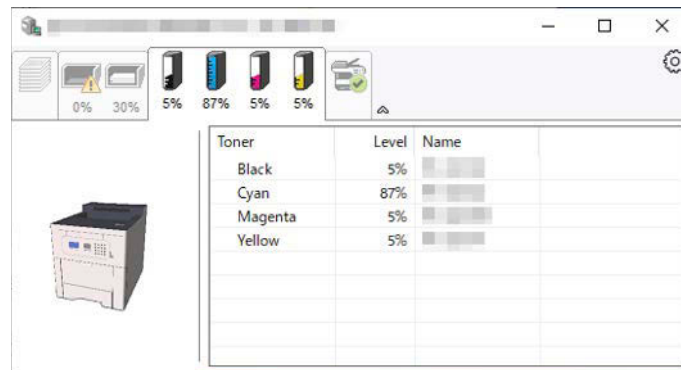 0% 30% 5% 87% 5% 5%
Toner Level Name
Black 5%
Cyan 87%
Magenta 5%
Yellow 5%